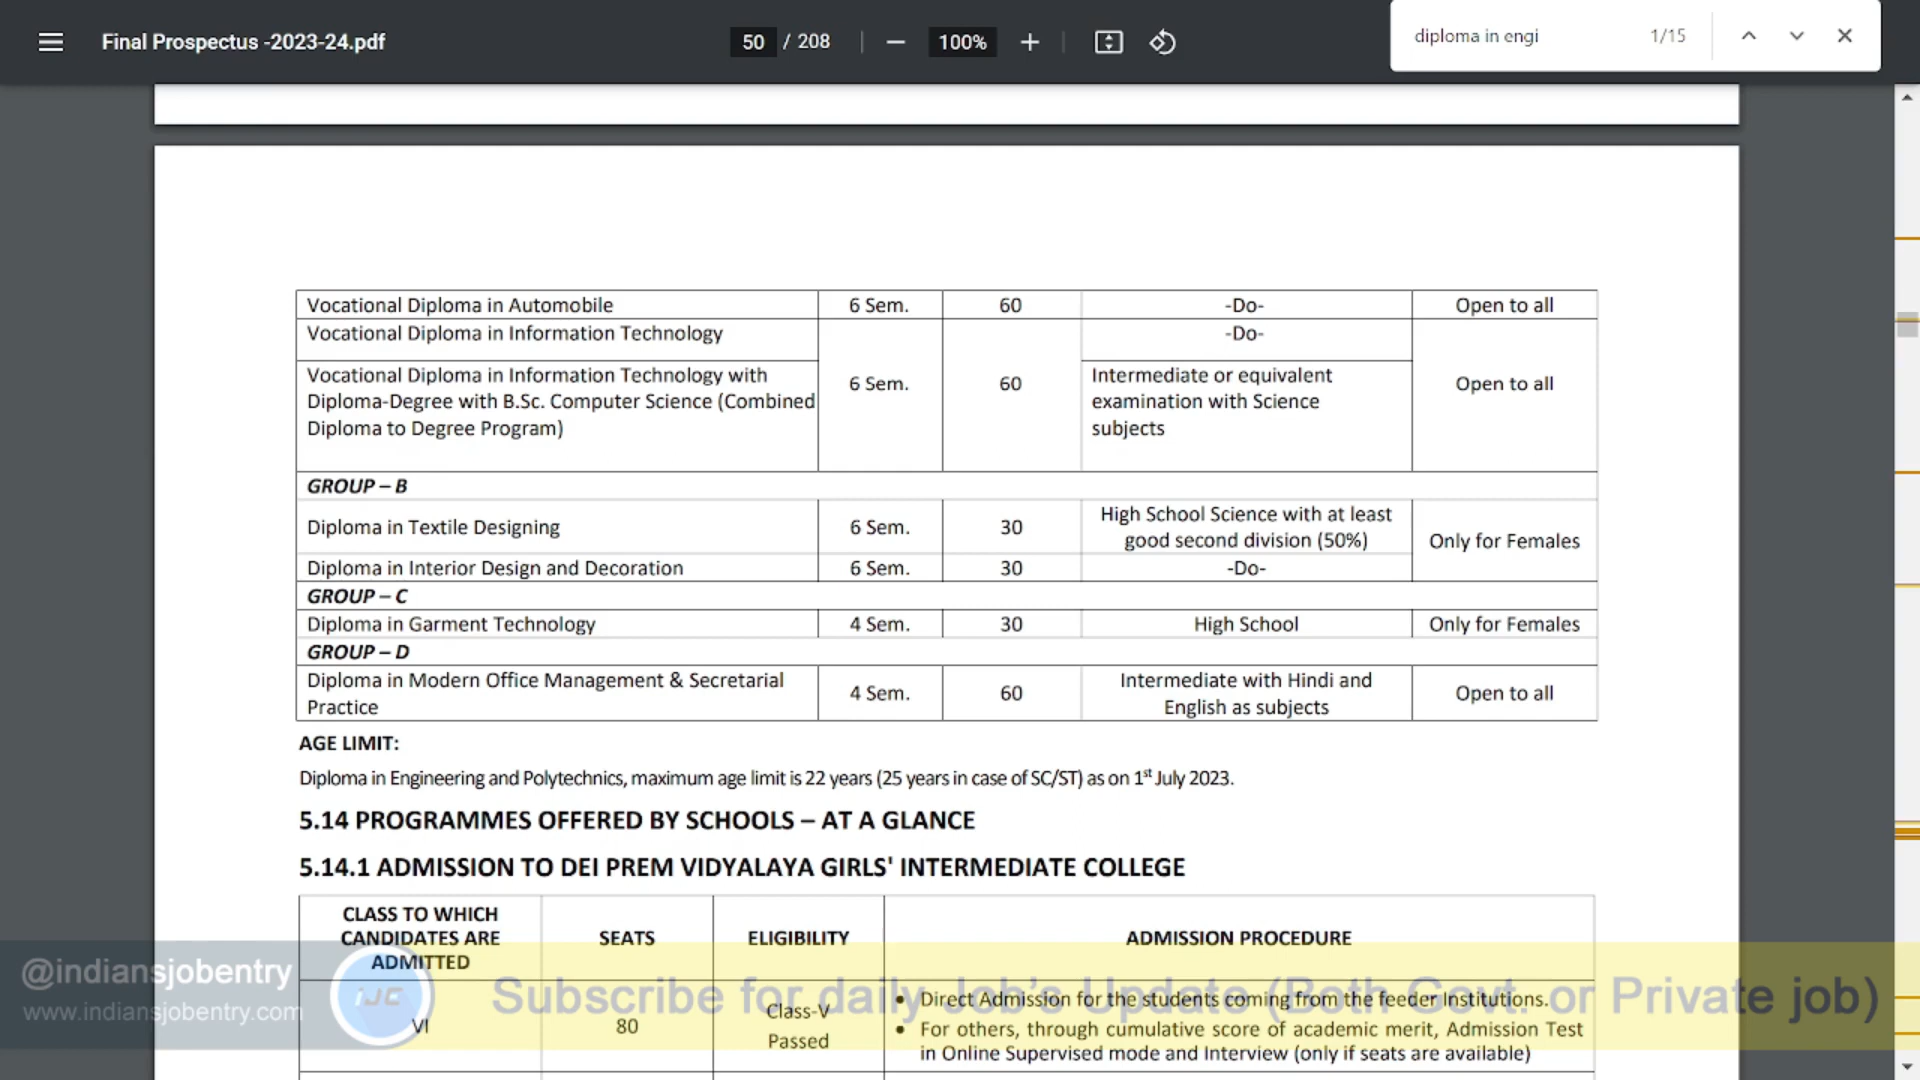 Final Prospectus -2023-24.pdf
50 / 208
100%
diploma in engi 1/15
Vocational Diploma in Automobile 6 Sem. 60 -Do- Open to all
Vocational Diploma in Information Technology -Do-
Vocational Diploma in Information Technology with
Diploma-Degree with B.Sc. Computer Science (Combined
Diploma to Degree Program)
6 Sem. 60
Intermediate or equivalent
examination with Science
subjects
Open to all
GROUP – B
Diploma in Textile Designing 6 Sem. 30
High School Science with at least
good second division (50%)
Only for Females
Diploma in Interior Design and Decoration 6 Sem. 30 -Do-
GROUP – C
Diploma in Garment Technology 4 Sem. 30 High School Only for Females
GROUP – D
Diploma in Modern Office Management & Secretarial
Practice
4 Sem. 60
Intermediate with Hindi and
English as subjects
Open to all
AGE LIMIT:
Diploma in Engineering and Polytechnics, maximum age limit is 22 years (25 years in case of SC/ST) as on 1st July 2023.
5.14 PROGRAMMES OFFERED BY SCHOOLS – AT A GLANCE
5.14.1 ADMISSION TO DEI PREM VIDYALAYA GIRLS' INTERMEDIATE COLLEGE
CLASS TO WHICH
CANDIDATES ARE
ADMITTED
SEATS
ELIGIBILITY
ADMISSION PROCEDURE
VI
80
Class-V
Passed
• Direct Admission for the students coming from the feeder Institutions.
• For others, through cumulative score of academic merit, Admission Test
in Online Supervised mode and Interview (only if seats are available)
@indiansjobentry
www.indiansjobentry.com
iJC
Subscribe for daily Job's Update (Both Govt. or Private job)